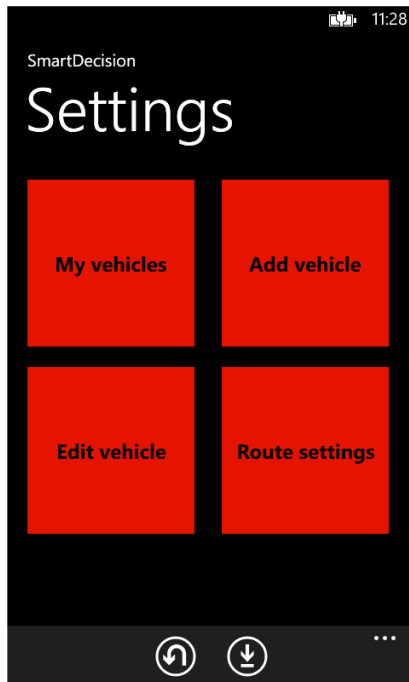 11:28
SmartDecision
Settings
My vehicles
Add vehicle
Edit vehicle
Route settings